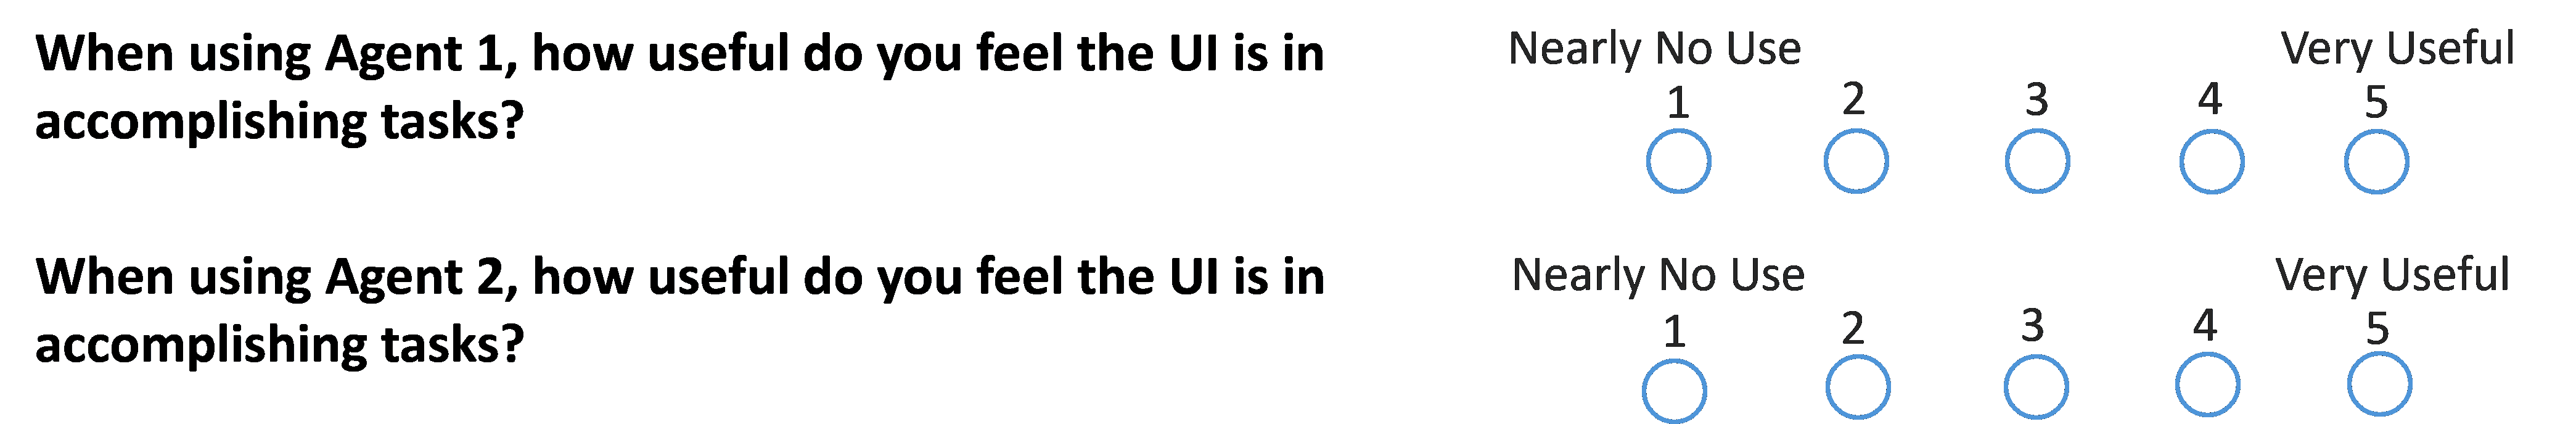 When using Agent 1, how useful do you feel the UI is in
accomplishing tasks?
Nearly No Use Very Useful
1 2 3 4 5
When using Agent 2, how useful do you feel the UI is in
accomplishing tasks?
Nearly No Use Very Useful
1 2 3 4 5